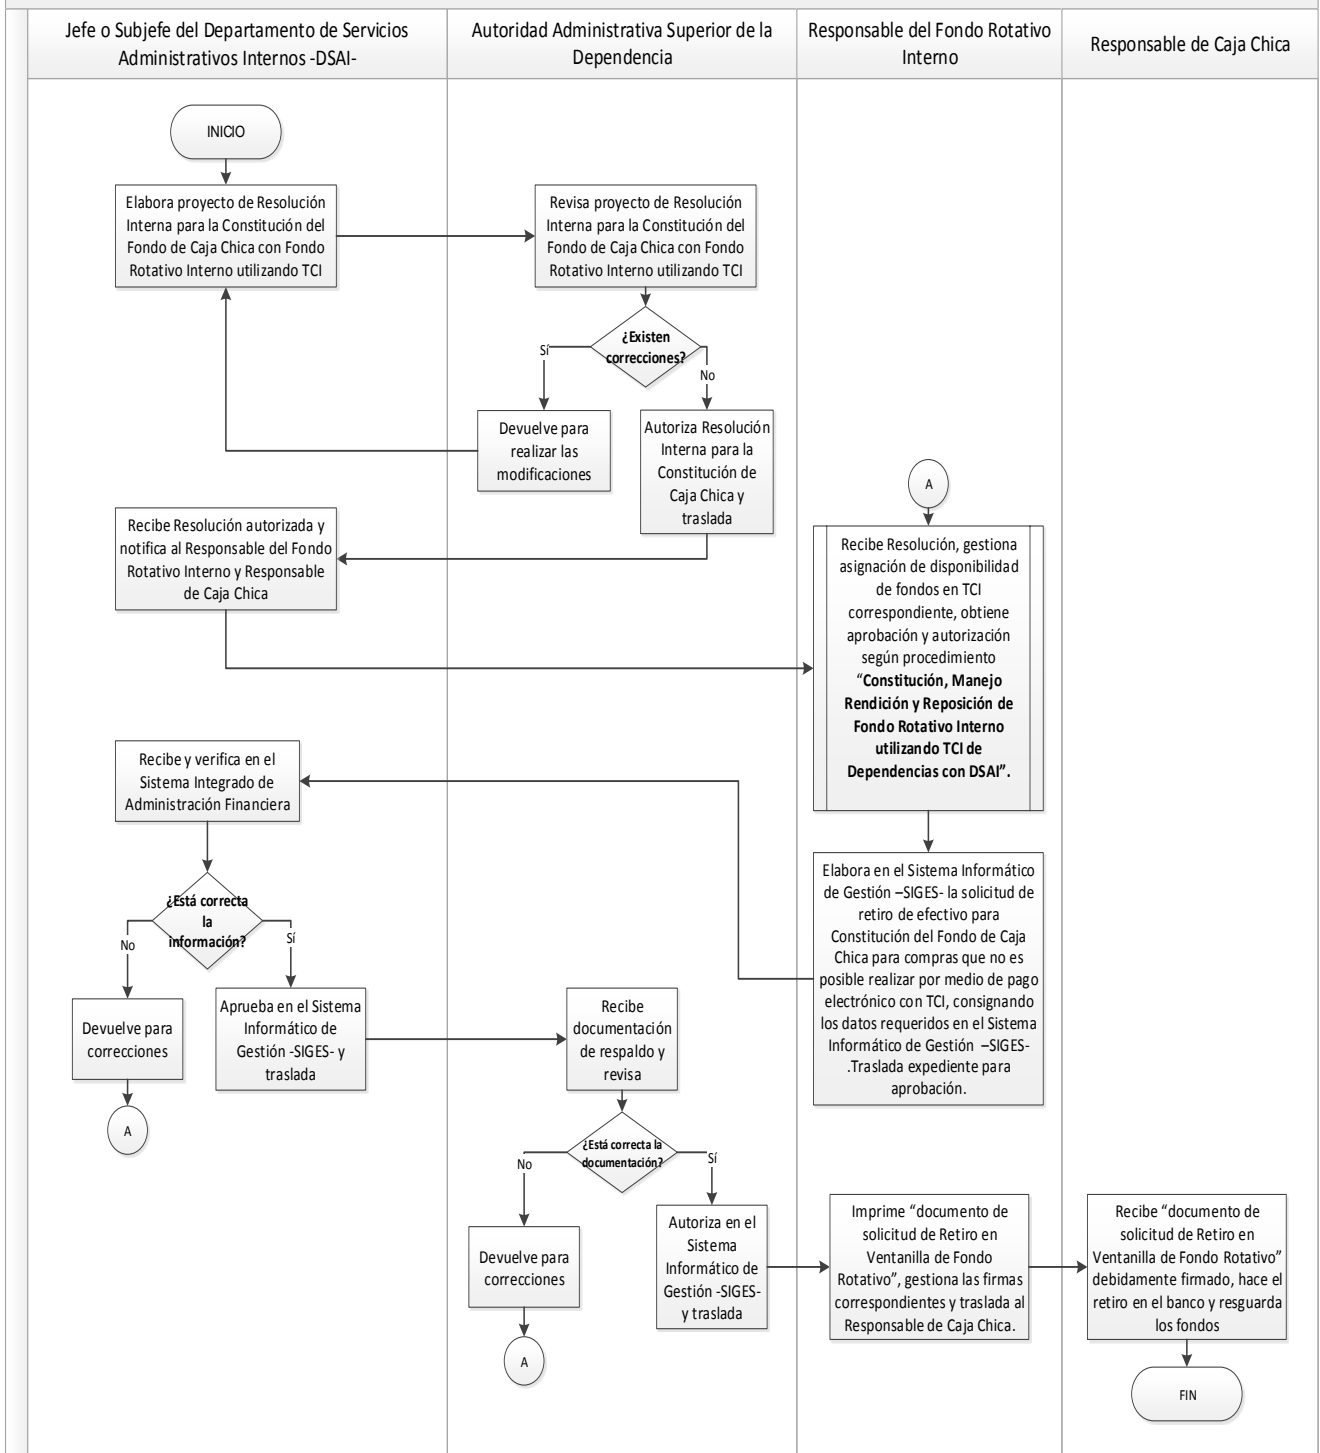 Jefe o Subjefe del Departamento de Servicios
Administrativos Internos -DSAI-
Autoridad Administrativa Superior de la
Dependencia
Responsable del Fondo Rotativo
Interno
Responsable de Caja Chica
INICIO
Elabora proyecto de Resolución
Interna para la Constitución del
Fondo de Caja Chica con Fondo
Rotativo Interno utilizando TCI
Revisa proyecto de Resolución
Interna para la Constitución del
Fondo de Caja Chica con Fondo
Rotativo Interno utilizando TCI
¿Existen
correcciones?
Sí
No
Devuelve para
realizar las
modificaciones
Autoriza Resolución
Interna para la
Constitución de
Caja Chica y
traslada
Recibe Resolución autorizada y
notifica al Responsable del Fondo
Rotativo Interno y Responsable
de Caja Chica
A
Recibe Resolución, gestiona
asignación de disponibilidad
de fondos en TCI
correspondiente, obtiene
aprobación y autorización
según procedimiento
“Constitución, Manejo
Rendición y Reposición de
Fondo Rotativo Interno
utilizando TCI de
Dependencias con DSAI”.
Elabora en el Sistema Informático
de Gestión –SIGES- la solicitud de
retiro de efectivo para
Constitución del Fondo de Caja
Chica para compras que no es
posible realizar por medio de pago
electrónico con TCI, consignando
los datos requeridos en el Sistema
Informático de Gestión –SIGES-
.Traslada expediente para
aprobación.
Recibe y verifica en el
Sistema Integrado de
Administración Financiera
¿Está correcta
la
información?
No
Sí
Devuelve para
correcciones
A
Aprueba en el Sistema
Informático de
Gestión -SIGES- y
traslada
Recibe
documentación
de respaldo y
revisa
¿Está correcta la
documentación?
No
Sí
Devuelve para
correcciones
A
Autoriza en el
Sistema
Informático de
Gestión -SIGES-
y traslada
Imprime “documento de
solicitud de Retiro en
Ventanilla de Fondo
Rotativo”, gestiona las firmas
correspondientes y traslada al
Responsable de Caja Chica.
Recibe “documento de
solicitud de Retiro en
Ventanilla de Fondo Rotativo”
debidamente firmado, hace el
retiro en el banco y resguarda
los fondos
FIN